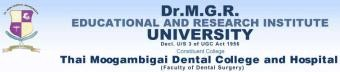 Dr.M.G.R.
EDUCATIONAL AND RESEARCH INSTITUTE
UNIVERSITY
Decl. U/S 3 of UGC Act 1956
Constituent College
Thai Moogambigai Dental College and Hospital
(Faculty of Dental Surgery)